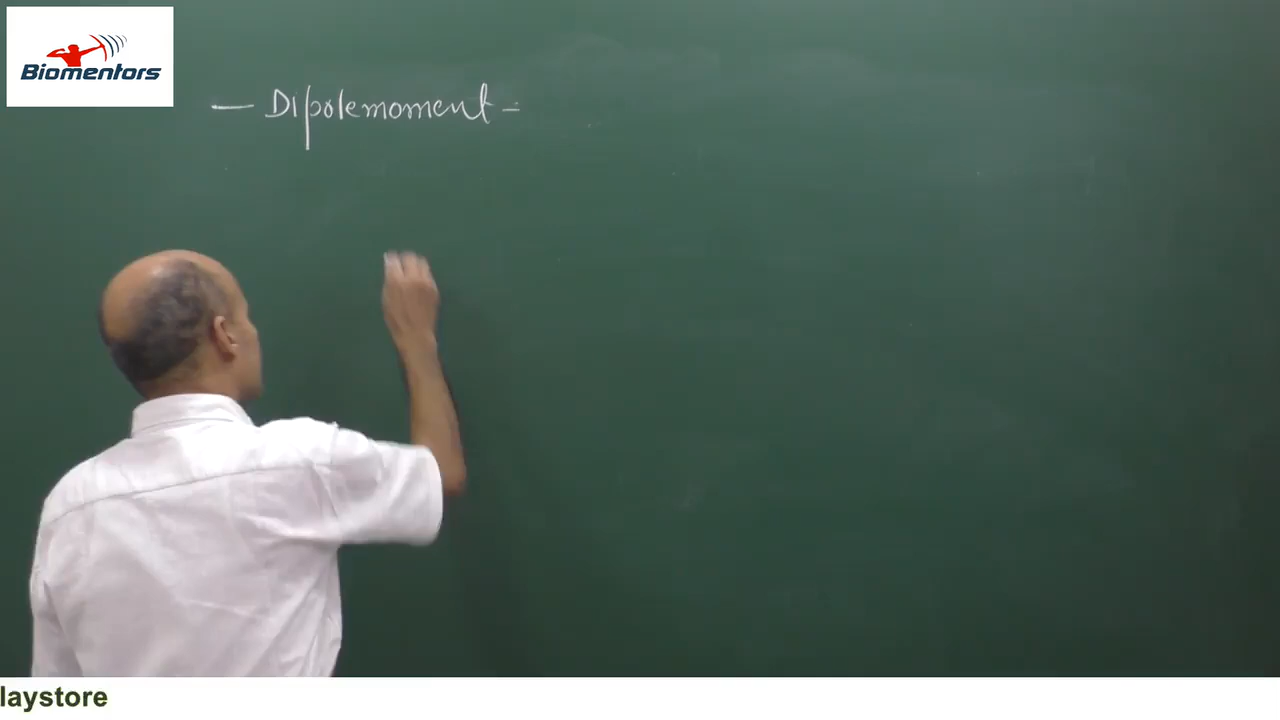 Biomentors
— Dipolemoment -
laystore